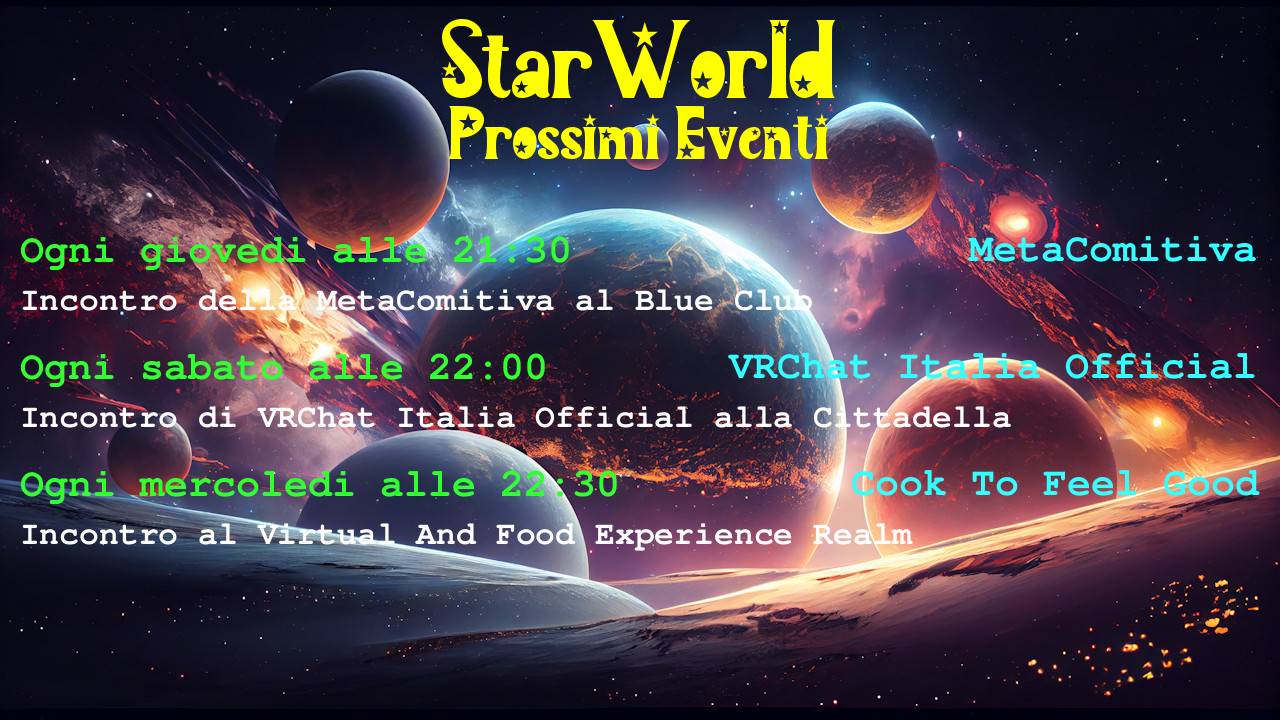 Star World
Prossimi Eventi
Ogni giovedi alle 21:30 MetaComitiva
Incontro della MetaComitiva al Blue Club
Ogni sabato alle 22:00 VRChat Italia Official
Incontro di VRChat Italia Official alla Cittadella
Ogni mercoledi alle 22:30 Cook To Feel Good
Incontro al Virtual And Food Experience Realm